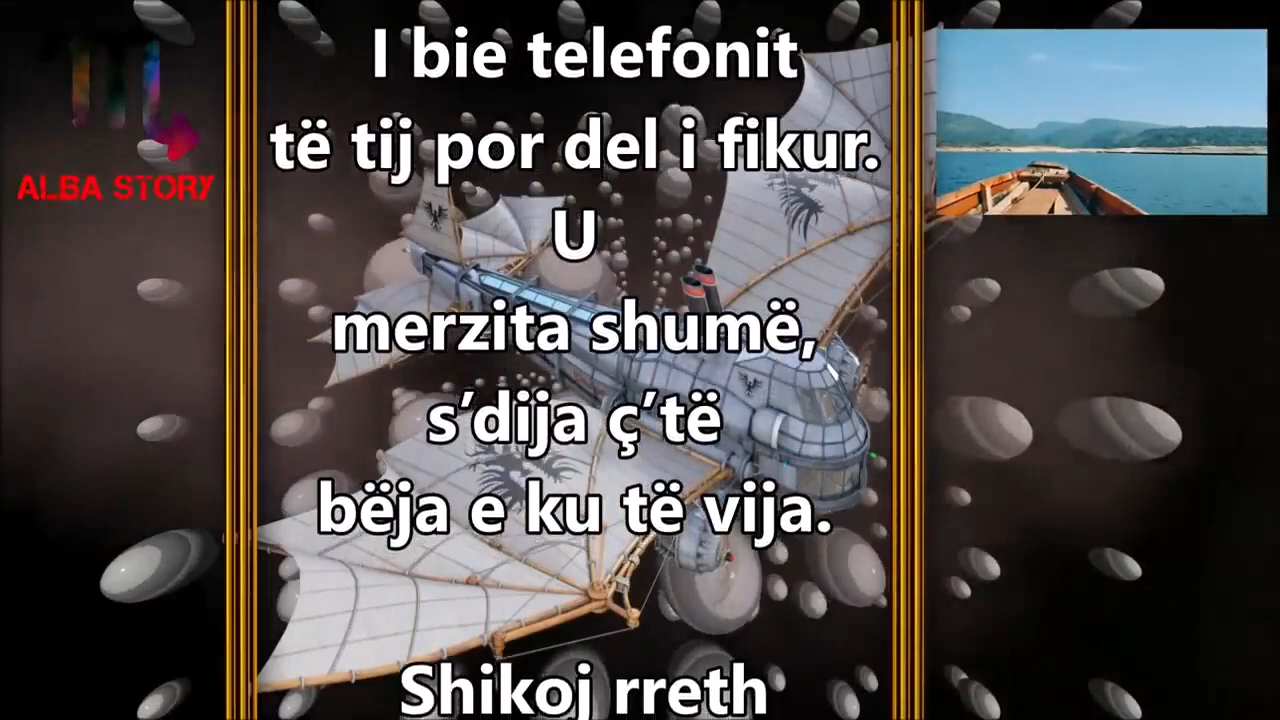 I bie telefonit
të tij por del i fikur.
U
merzita shumë,
s’dija ç’të
bëja e ku të vija.
Shikoj rreth
ALBA STORY